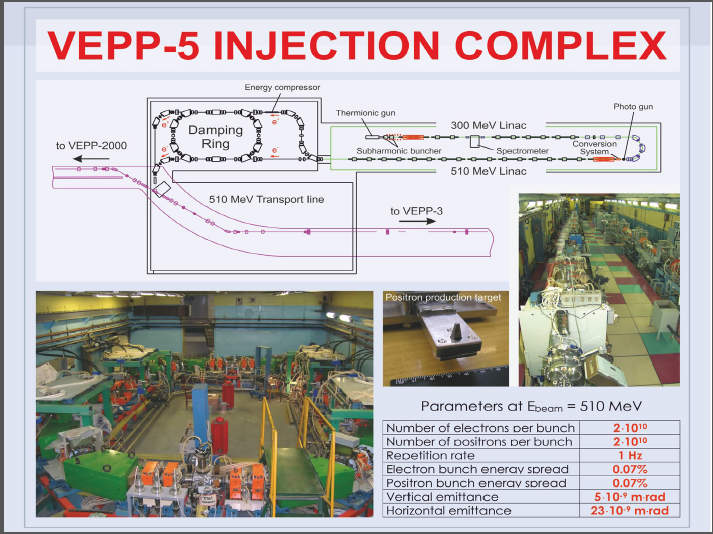 VEPP-5 INJECTION COMPLEX
Energy compressor
Thermionic gun
Photo gun
e⁻
e⁻
300 MeV Linac
Damping
Ring
to VEPP-2000
Conversion
System
Subharmonic buncher
Spectrometer
e⁻
e⁻
510 MeV Linac
510 MeV Transport line
to VEPP-3
Positron production target
Parameters at Ebeam = 510 MeV
Number of electrons per bunch 2·10¹⁰
Number of positrons per bunch 2·10¹⁰
Repetition rate 1 Hz
Electron bunch energy spread 0.07%
Positron bunch energy spread 0.07%
Vertical emittance 5·10⁻⁹ m·rad
Horizontal emittance 23·10⁻⁹ m·rad